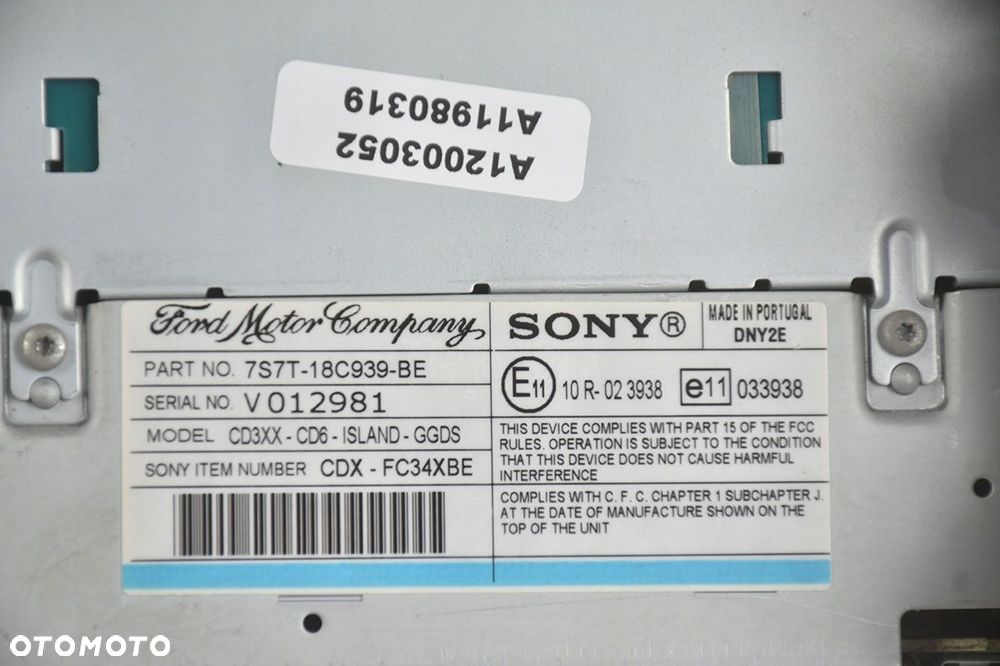 A12003052
A11980319
Ford Motor Company
PART NO. 7S7T-18C939-BE
SERIAL NO. V012981
MODEL CD3XX - CD6 - ISLAND - GGDS
SONY ITEM NUMBER CDX - FC34XBE
SONY®
MADE IN PORTUGAL
DNY2E
E11 10 R- 02 3938 e11 033938
THIS DEVICE COMPLIES WITH PART 15 OF THE FCC
RULES. OPERATION IS SUBJECT TO THE CONDITION
THAT THIS DEVICE DOES NOT CAUSE HARMFUL
INTERFERENCE
COMPLIES WITH C. F. C. CHAPTER 1 SUBCHAPTER J.
AT THE DATE OF MANUFACTURE SHOWN ON THE
TOP OF THE UNIT
OTOMOTO